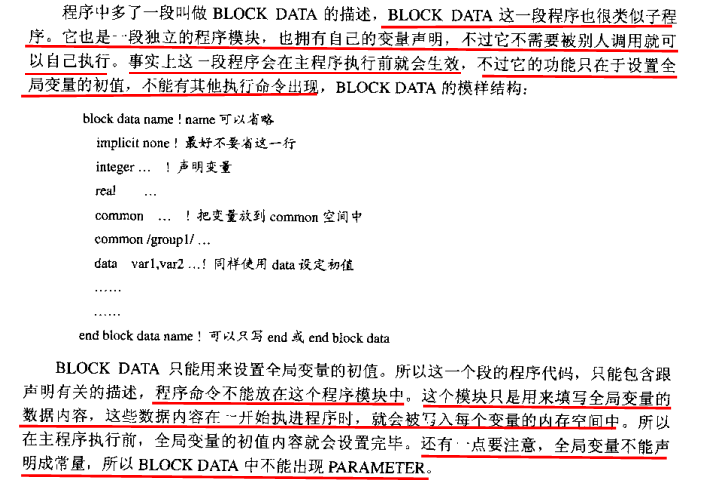 程序中多了一段叫做 BLOCK DATA 的描述，BLOCK DATA 这一段程序也很类似子程
序。它也是一段独立的程序模块，也拥有自己的变量声明，不过它不需要被别人调用就可
以自己执行。事实上这一段程序会在主程序执行前就会生效，不过它的功能只在于设置全
局变量的初值，不能有其他执行命令出现，BLOCK DATA 的模样结构：
block data name ! name 可以省略
implicit none ! 最好不要省这一行
integer … ! 声明变量
real …
common … ! 把变量放到 common 空间中
common /group1/ …
data var1,var2 …! 同样使用 data 设定初值
……
……
end block data name ! 可以只写 end 或 end block data
BLOCK DATA 只能用来设置全局变量的初值。所以这一个段的程序代码，只能包含跟
声明有关的描述，程序命令不能放在这个程序模块中。这个模块只是用来填写全局变量的
数据内容，这些数据内容在一开始执进程序时，就会被写入每个变量的内存空间中。所以
在主程序执行前，全局变量的初值内容就会设置完毕。还有一点要注意，全局变量不能声
明成常量，所以 BLOCK DATA 中不能出现 PARAMETER。